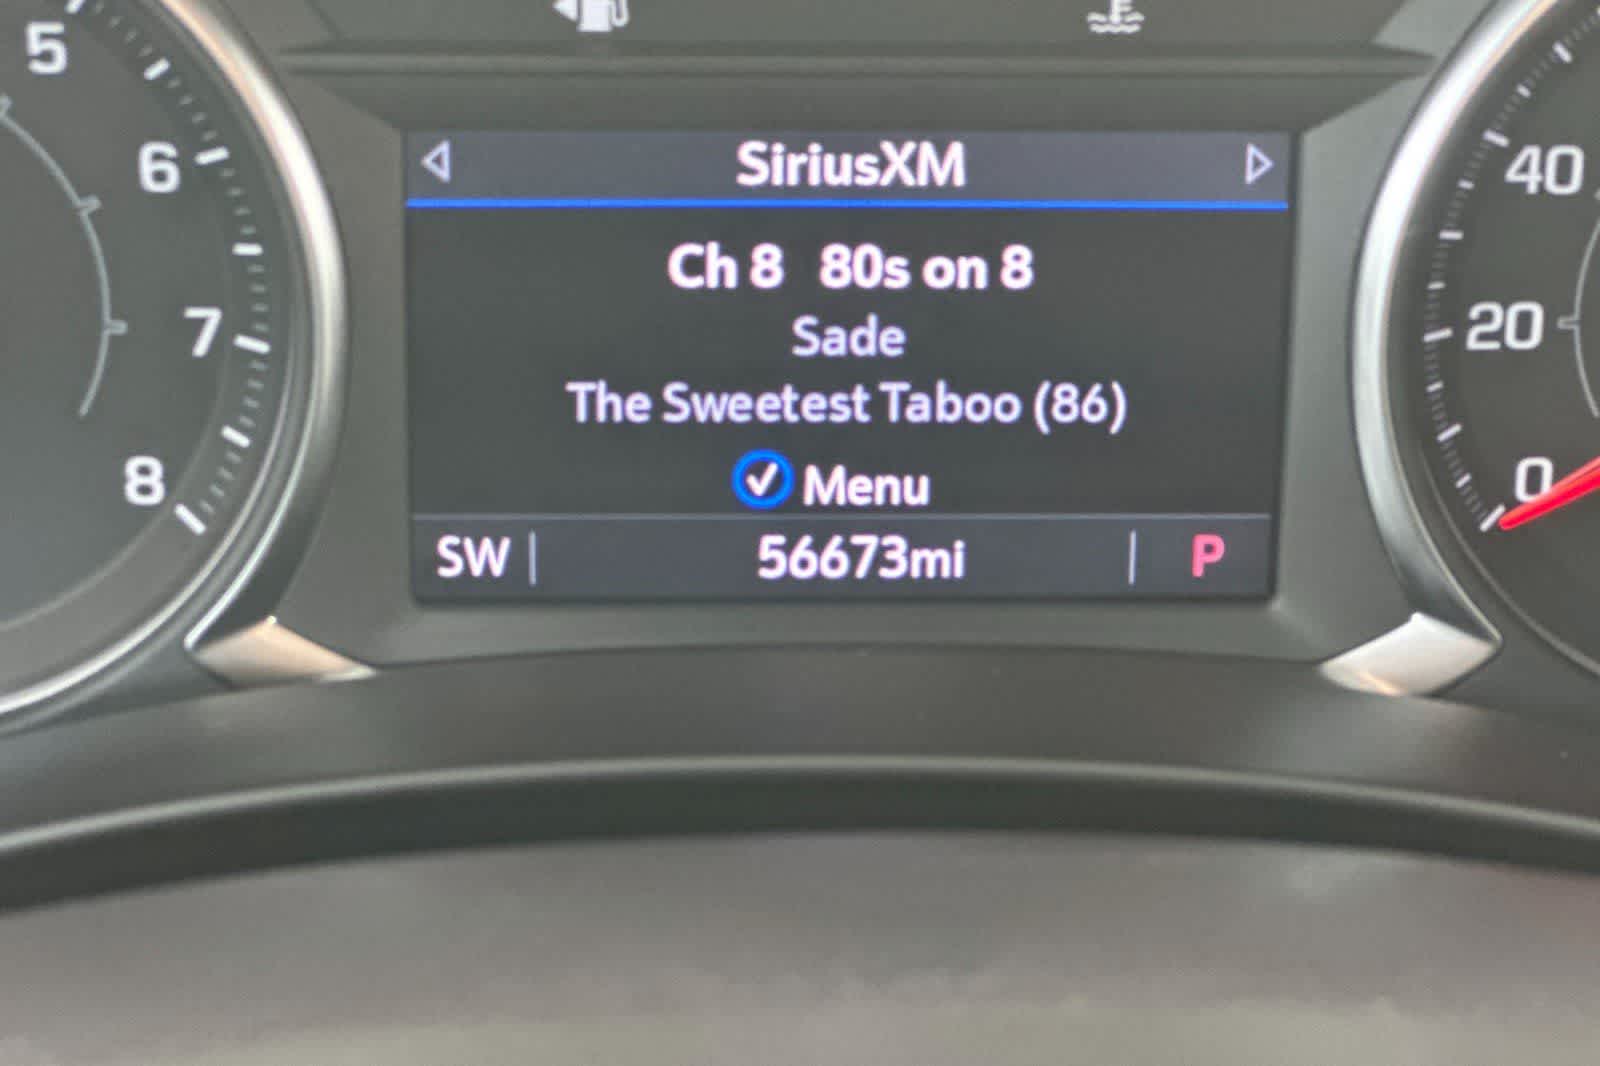 SiriusXM
Ch 8 80s on 8
Sade
The Sweetest Taboo (86)
Menu
SW 56673mi P
5
6
7
8
40
20
0